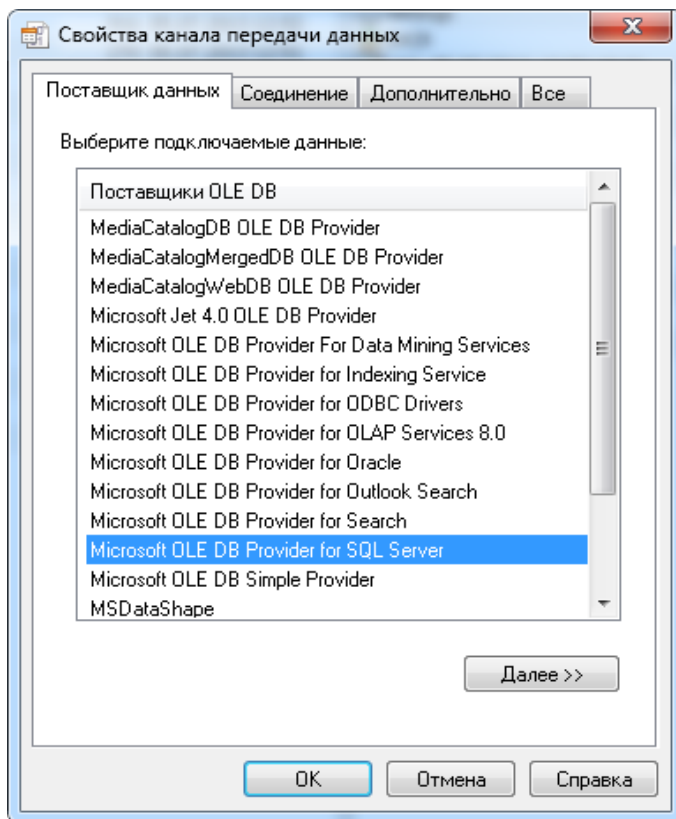 Свойства канала передачи данных
Поставщик данных Соединение Дополнительно Все
Выберите подключаемые данные:
Поставщики OLE DB
MediaCatalogDB OLE DB Provider
MediaCatalogMergedDB OLE DB Provider
MediaCatalogWebDB OLE DB Provider
Microsoft Jet 4.0 OLE DB Provider
Microsoft OLE DB Provider For Data Mining Services
Microsoft OLE DB Provider for Indexing Service
Microsoft OLE DB Provider for ODBC Drivers
Microsoft OLE DB Provider for OLAP Services 8.0
Microsoft OLE DB Provider for Oracle
Microsoft OLE DB Provider for Outlook Search
Microsoft OLE DB Provider for Search
Microsoft OLE DB Provider for SQL Server
Microsoft OLE DB Simple Provider
MSDataShape
Далее >>
OK Отмена Справка